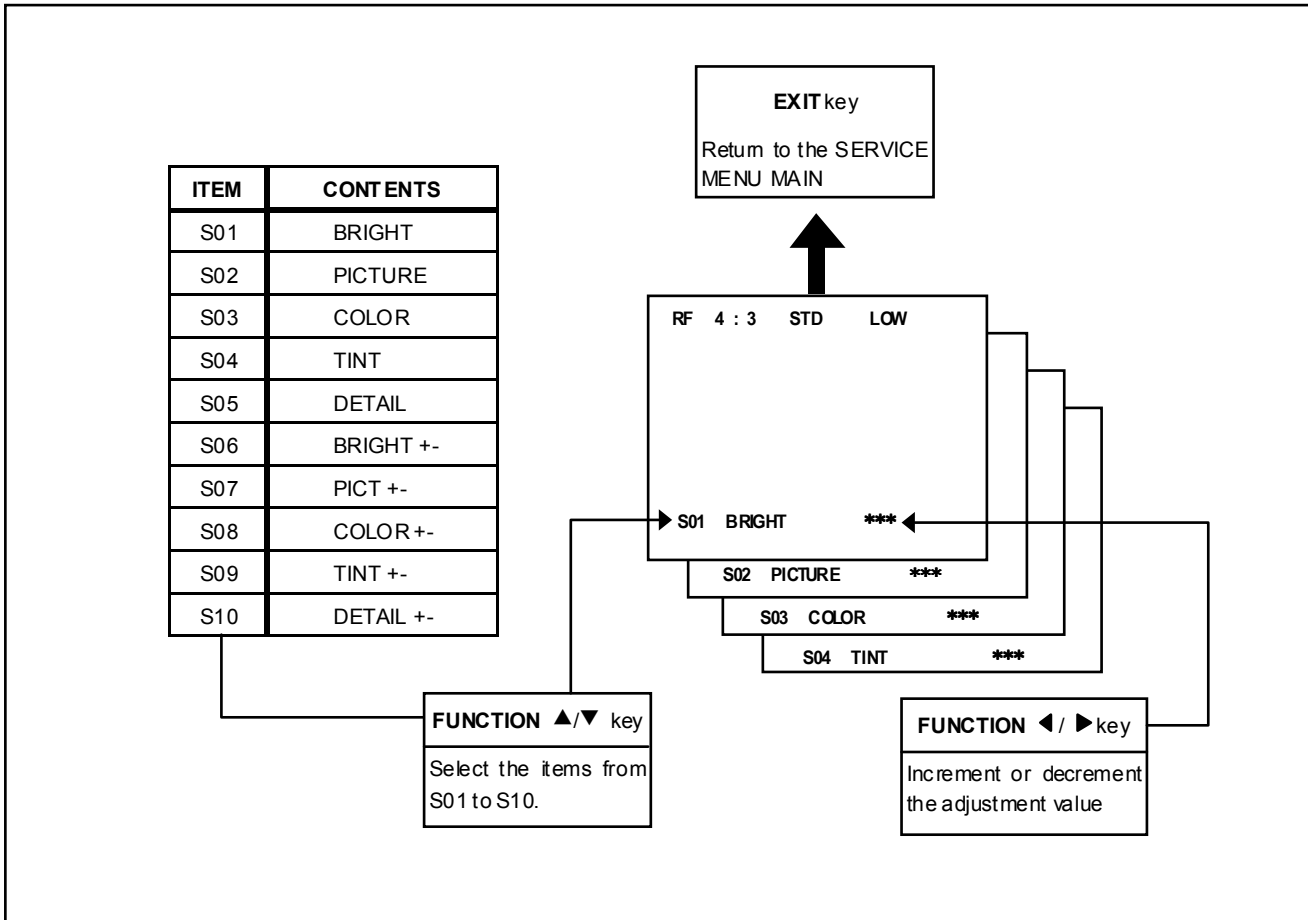 EXIT key
Return to the SERVICE
MENU MAIN
ITEM CONTENTS
S01 BRIGHT
S02 PICTURE
S03 COLOR
S04 TINT
S05 DETAIL
S06 BRIGHT +-
S07 PICT +-
S08 COLOR +-
S09 TINT +-
S10 DETAIL +-
RF 4 : 3 STD LOW
S01 BRIGHT ***
S02 PICTURE ***
S03 COLOR ***
S04 TINT ***
FUNCTION ▲/▼ key
Select the items from
S01 to S10.
FUNCTION ◀ / ▶ key
Increment or decrement
the adjustment value